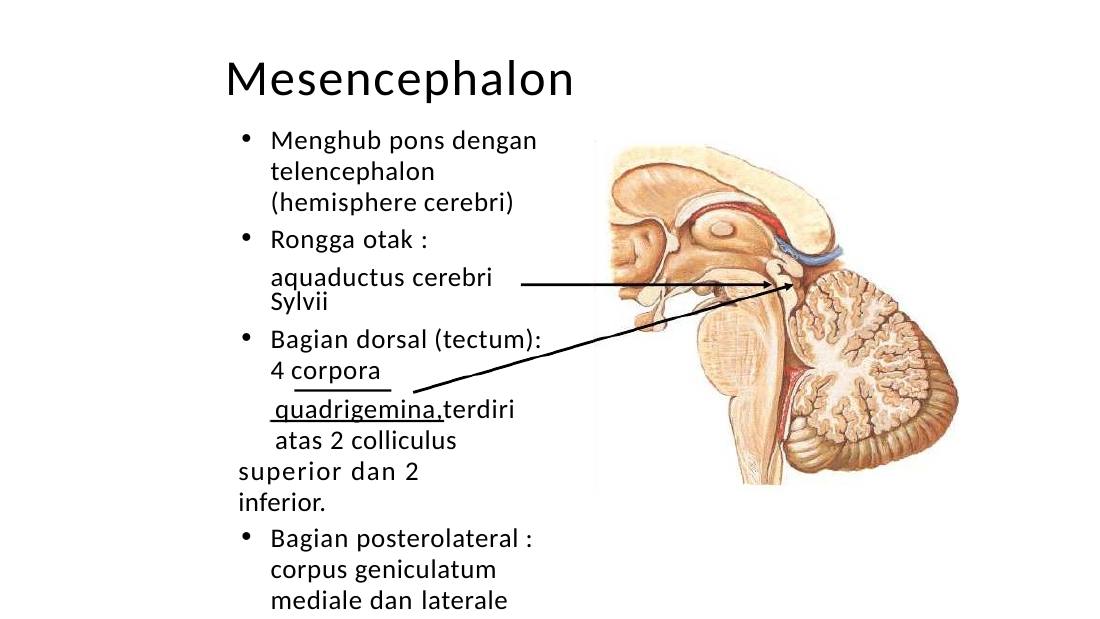 Mesencephalon
• Menghub pons dengan
telencephalon
(hemisphere cerebri)
• Rongga otak :
aquaductus cerebri
Sylvii
• Bagian dorsal (tectum):
4 corpora
quadrigemina,terdiri
atas 2 colliculus
superior dan 2
inferior.
• Bagian posterolateral :
corpus geniculatum
mediale dan laterale